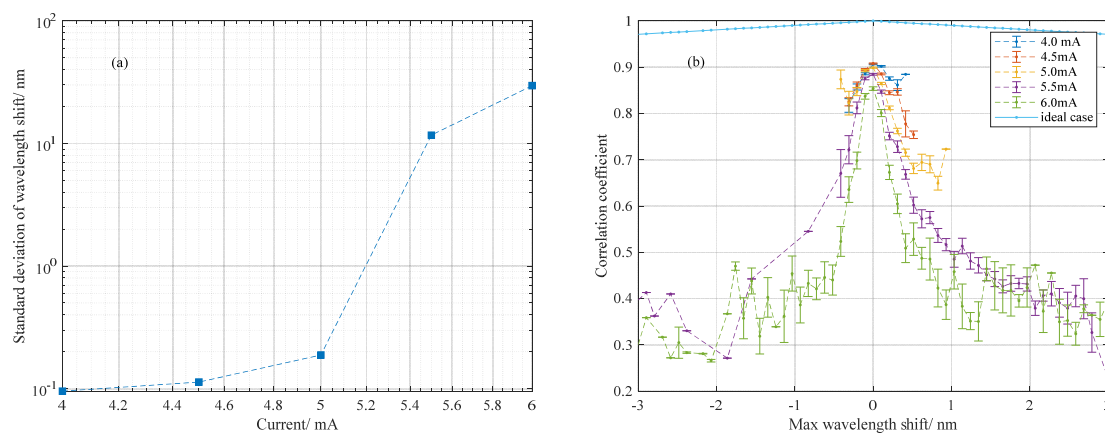 10^2
10^1
10^0
10^-1
Standard deviation of wavelength shift/ nm
(a)
4
4.2
4.4
4.6
4.8
5
5.2
5.4
5.6
5.8
6
Current/ mA
1
0.9
0.8
0.7
0.6
0.5
0.4
0.3
0.2
Correlation coefficient
(b)
4.0 mA
4.5mA
5.0mA
5.5mA
6.0mA
ideal case
-3
-2
-1
0
1
2
3
Max wavelength shift/ nm